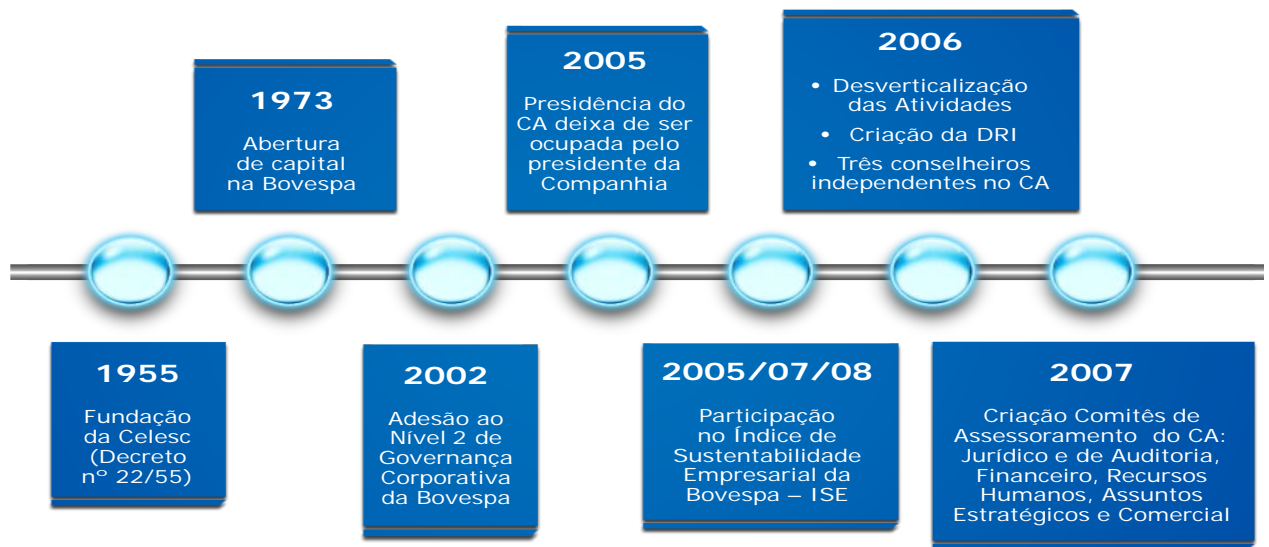 1955
Fundação
da Celesc
(Decreto
nº 22/55)
1973
Abertura
de capital
na Bovespa
2002
Adesão ao
Nível 2 de
Governança
Corporativa
da Bovespa
2005
Presidência do
CA deixa de ser
ocupada pelo
presidente da
Companhia
2005/07/08
Participação
no Índice de
Sustentabilidade
Empresarial da
Bovespa – ISE
2006
• Desverticalização
das Atividades
• Criação da DRI
• Três conselheiros
independentes no CA
2007
Criação Comitês de
Assessoramento do CA:
Jurídico e de Auditoria,
Financeiro, Recursos
Humanos, Assuntos
Estratégicos e Comercial